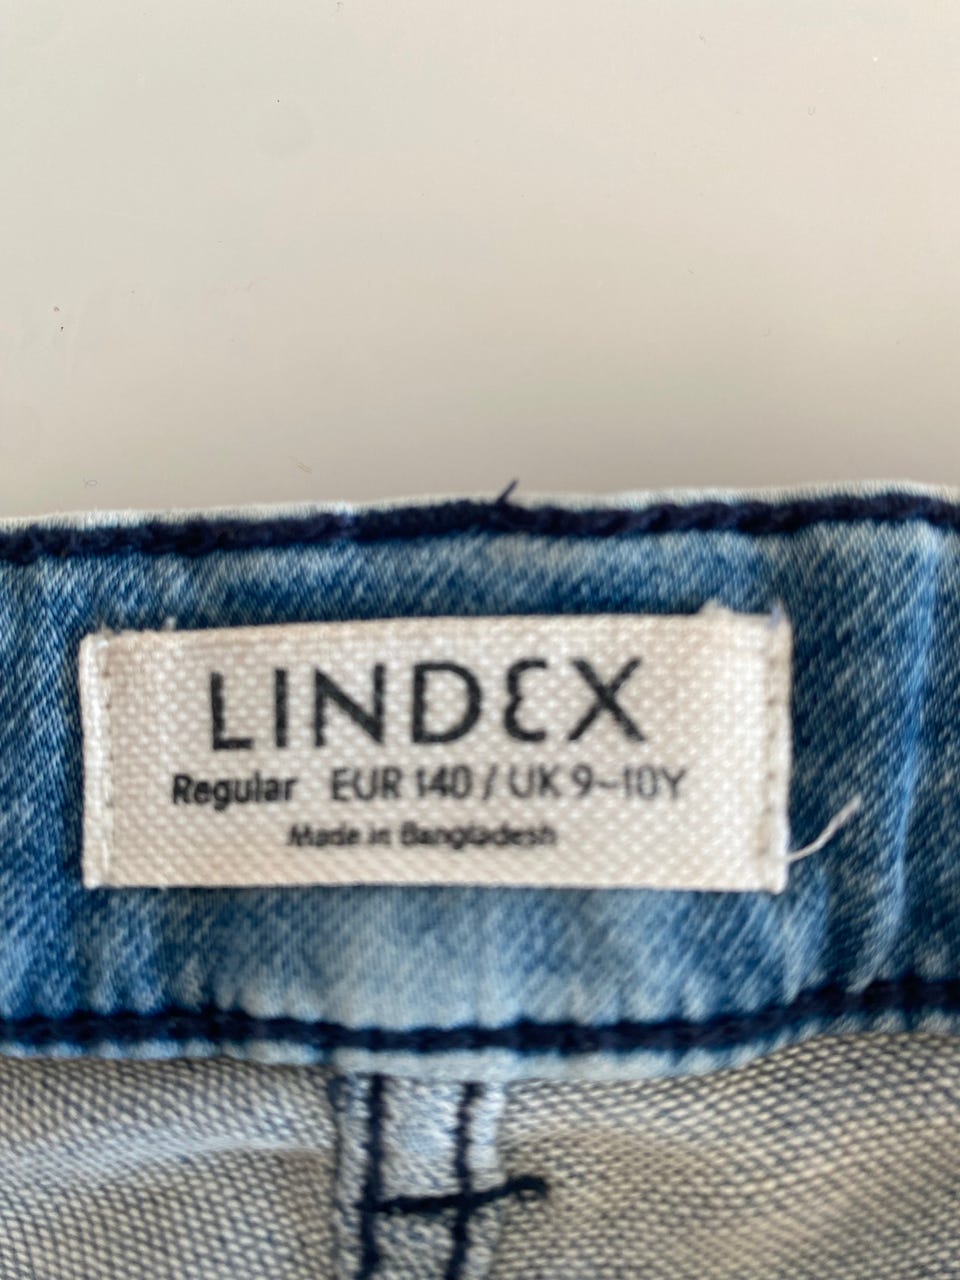 LINDEX
Regular EUR 140 / UK 9-10Y
Made in Bangladesh